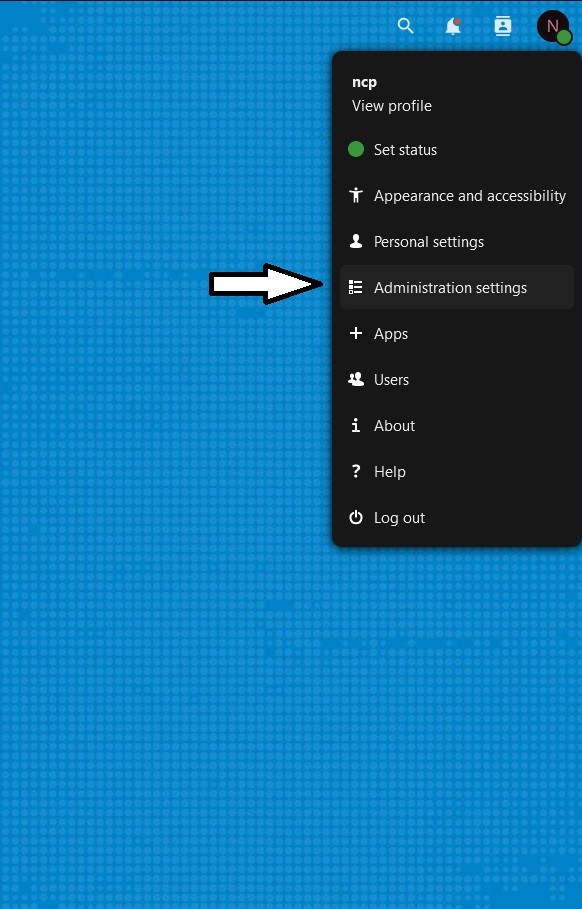 N
ncp
View profile
Set status
Appearance and accessibility
Personal settings
Administration settings
Apps
Users
About
Help
Log out